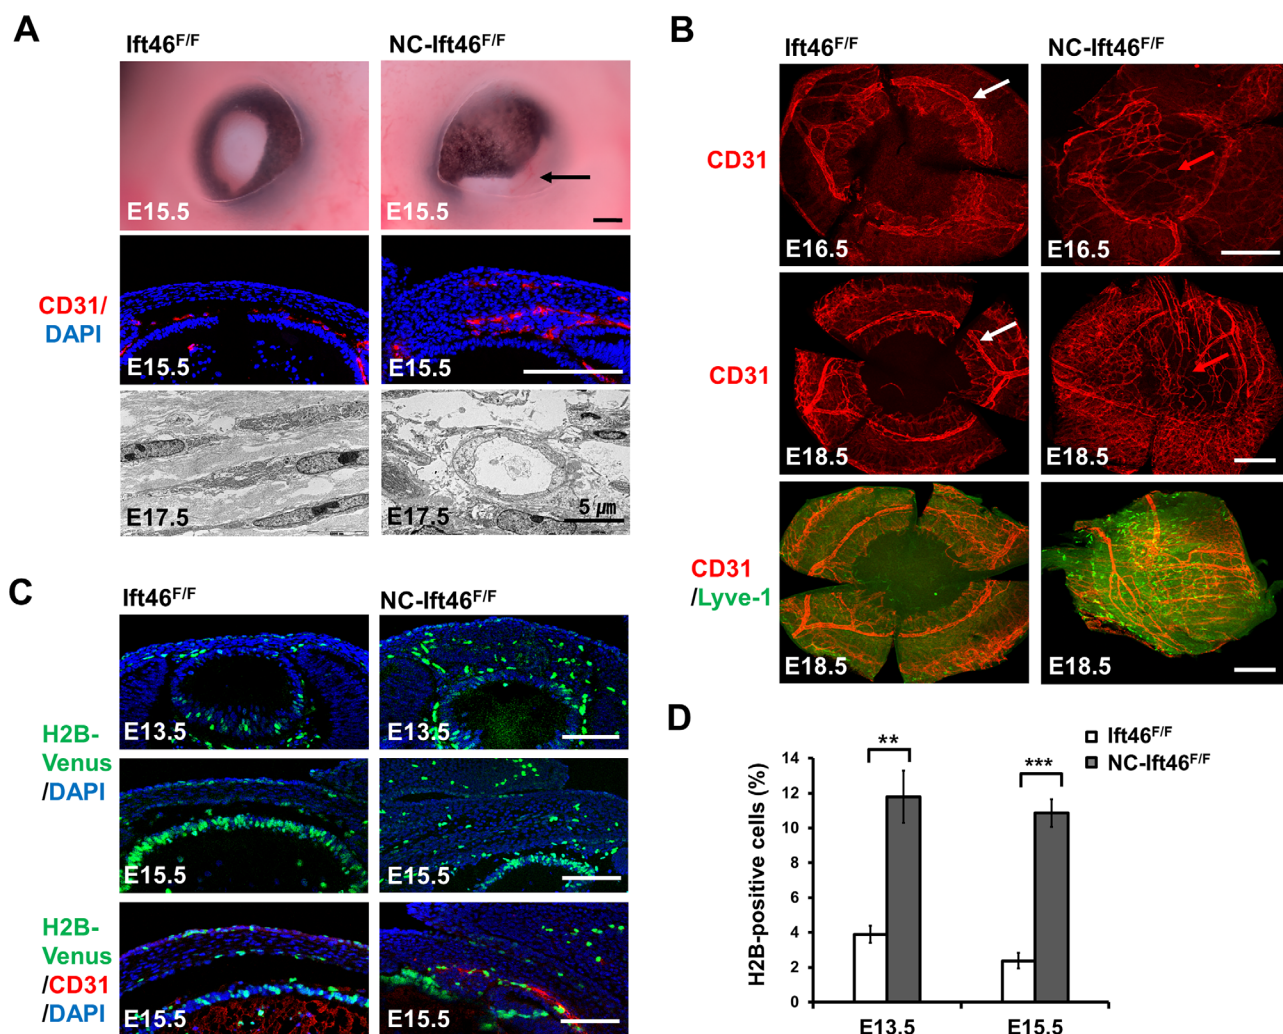 A
Ift46F/F
NC-Ift46F/F
E15.5
E15.5
CD31/
DAPI
E15.5
E15.5
E17.5
E17.5
5 µm
B
Ift46F/F
NC-Ift46F/F
CD31
E16.5
E16.5
CD31
E18.5
E18.5
CD31
/Lyve-1
E18.5
E18.5
C
Ift46F/F
NC-Ift46F/F
H2B-
Venus
/DAPI
E13.5
E13.5
E15.5
E15.5
H2B-
Venus
/CD31
/DAPI
E15.5
E15.5
D
Ift46F/F
NC-Ift46F/F
H2B-positive cells (%)
14
12
10
8
6
4
2
0
**
***
E13.5
E15.5